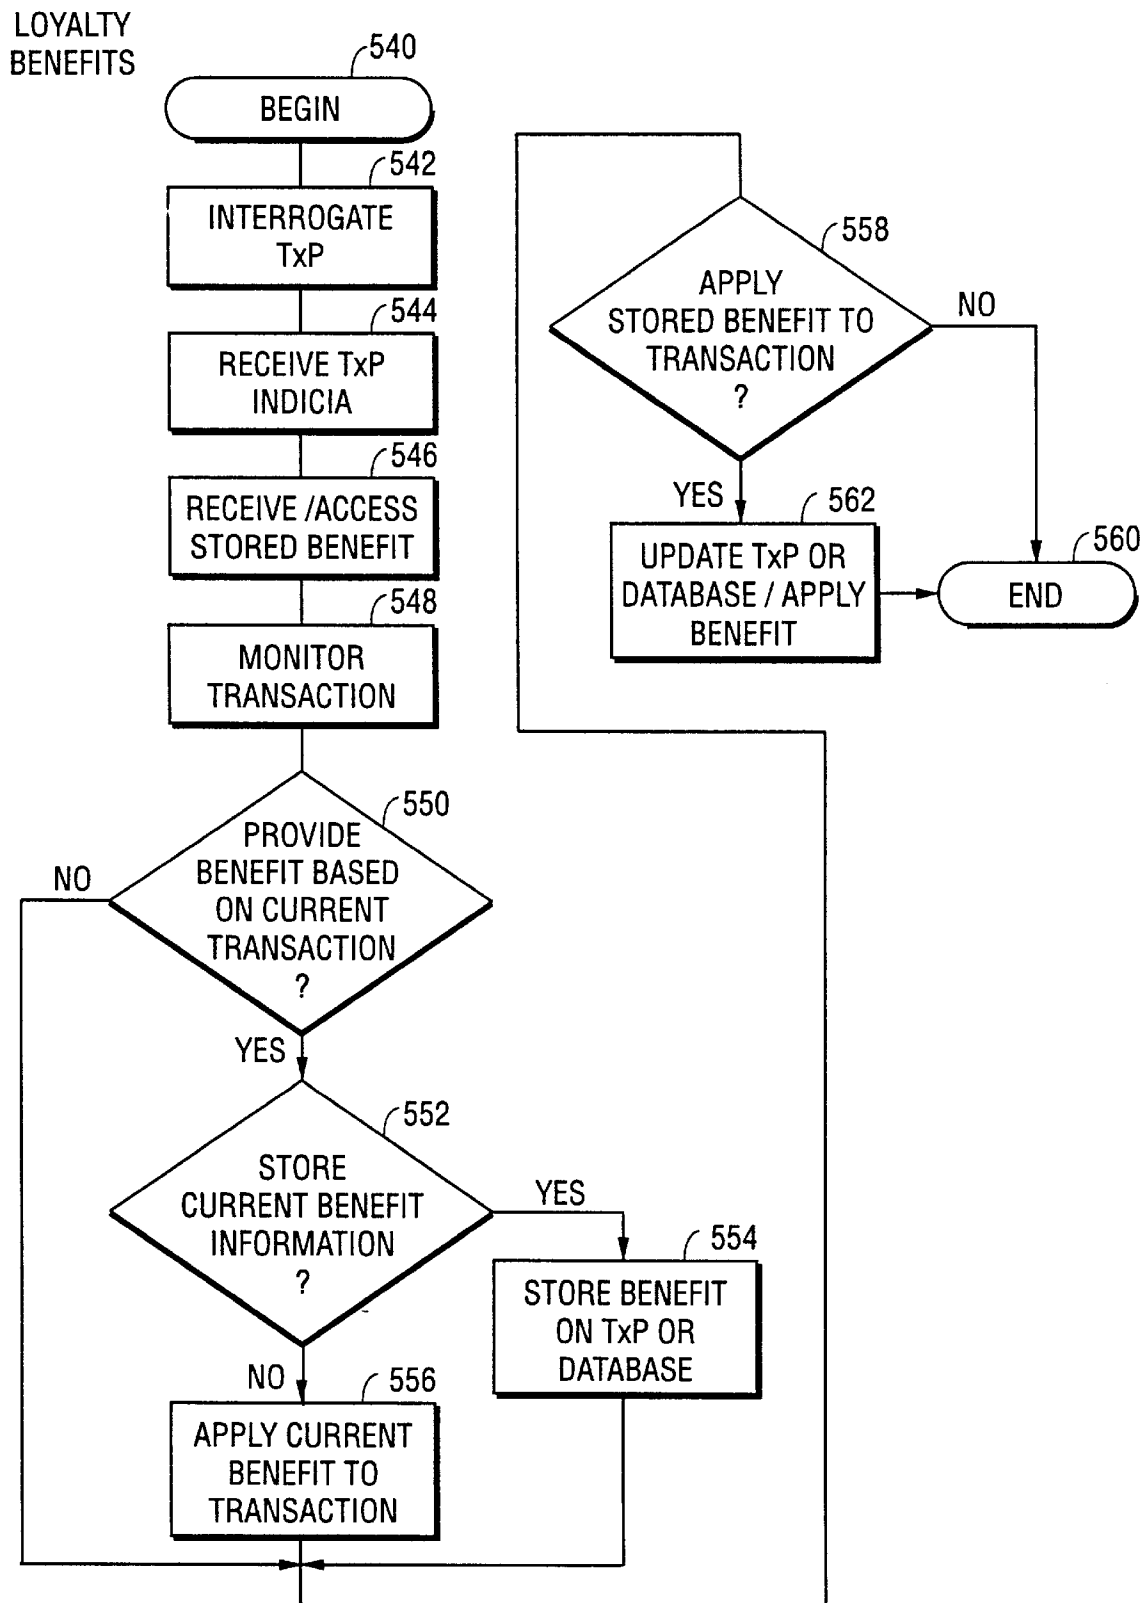 LOYALTY
BENEFITS
540
BEGIN
542
INTERROGATE
TxP
544
RECEIVE TxP
INDICIA
546
RECEIVE /ACCESS
STORED BENEFIT
548
MONITOR
TRANSACTION
550
PROVIDE
BENEFIT BASED
ON CURRENT
TRANSACTION
?
NO
YES
552
STORE
CURRENT BENEFIT
INFORMATION
?
YES
554
STORE BENEFIT
ON TxP OR
DATABASE
NO
556
APPLY CURRENT
BENEFIT TO
TRANSACTION
558
APPLY
STORED BENEFIT TO
TRANSACTION
?
NO
YES
562
UPDATE TxP OR
DATABASE / APPLY
BENEFIT
560
END